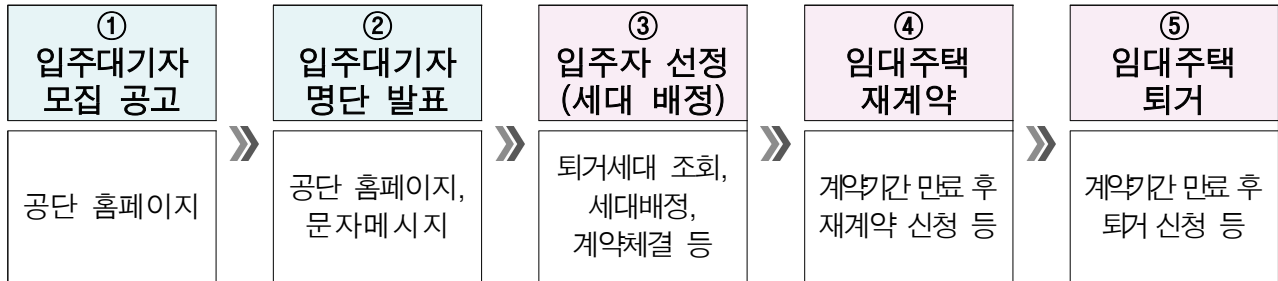 ①
입주대기자
모집 공고
공단 홈페이지
②
입주대기자
명단 발표
공단 홈페이지,
문자메시지
③
입주자 선정
(세대 배정)
퇴거세대 조회,
세대배정,
계약체결 등
④
임대주택
재계약
계약기간 만료 후
재계약 신청 등
⑤
임대주택
퇴거
계약기간 만료 후
퇴거 신청 등